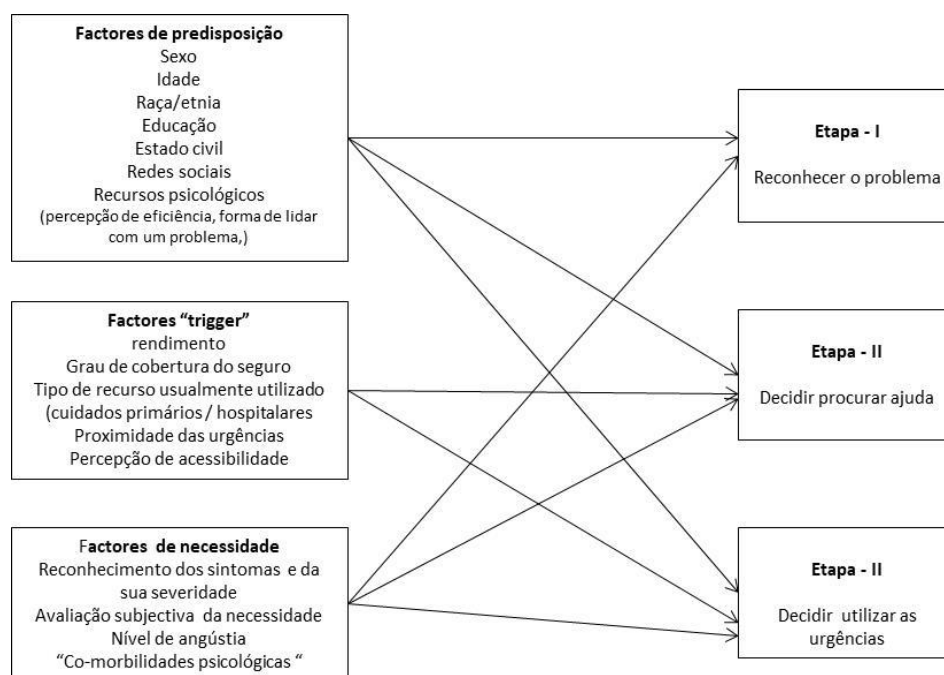 Factores de predisposição
Sexo
Idade
Raça/etnia
Educação
Estado civil
Redes sociais
Recursos psicológicos
(percepção de eficiência, forma de lidar
com um problema,)
Factores “trigger”
rendimento
Grau de cobertura do seguro
Tipo de recurso usualmente utilizado
(cuidados primários / hospitalares
Proximidade das urgências
Percepção de acessibilidade
Factores de necessidade
Reconhecimento dos sintomas e da
sua severidade
Avaliação subjectiva da necessidade
Nível de angústia
“Co-morbilidades psicológicas “
Etapa - I
Reconhecer o problema
Etapa - II
Decidir procurar ajuda
Etapa - II
Decidir utilizar as
urgências